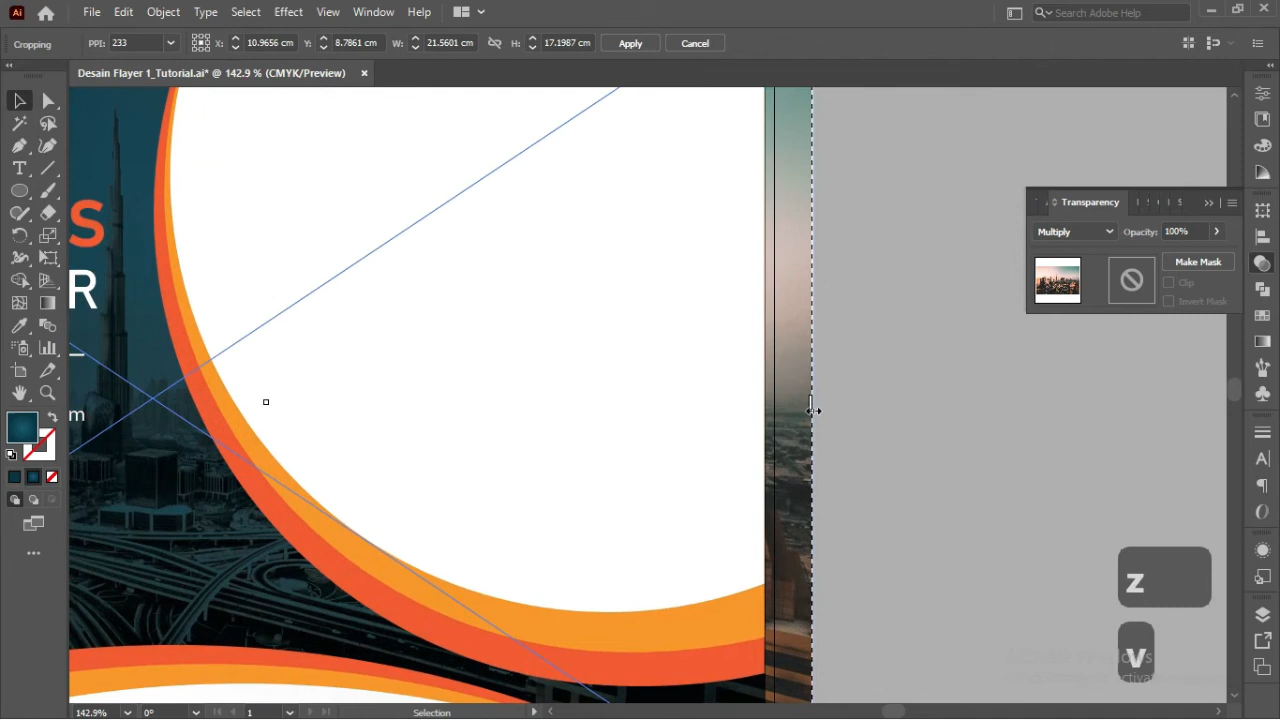 Ai File Edit Object Type Select Effect View Window Help Search Adobe Help
Cropping PPI: 233 X: 10.9656 cm Y: 8.7861 cm W: 21.5601 cm H: 17.1987 cm Apply Cancel
Desain Flayer 1_Tutorial.ai* @ 142.9 % (CMYK/Preview) ×
Transparency
Multiply Opacity: 100%
Make Mask
Clip
Invert Mask
S
R
m
z
v
142.9% 0° 1 Selection